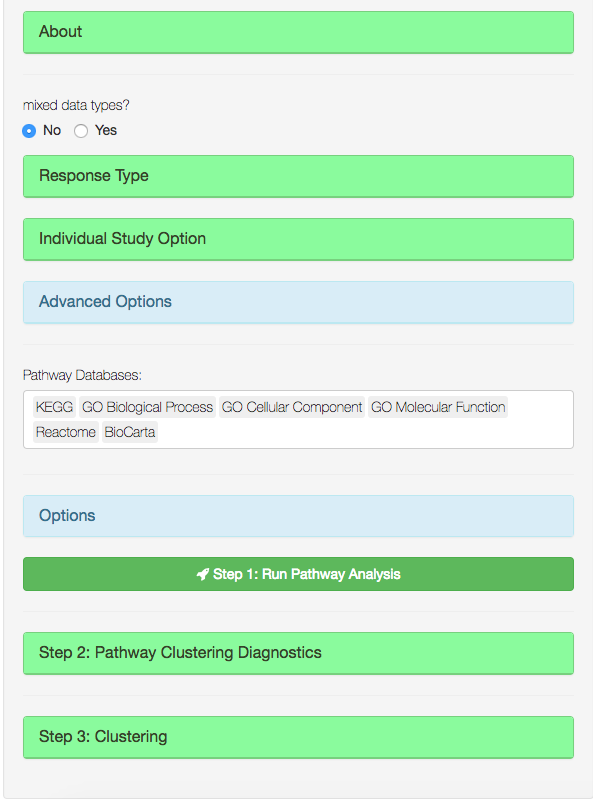 About
mixed data types?
No Yes
Response Type
Individual Study Option
Advanced Options
Pathway Databases:
KEGG GO Biological Process GO Cellular Component GO Molecular Function
Reactome BioCarta
Options
Step 1: Run Pathway Analysis
Step 2: Pathway Clustering Diagnostics
Step 3: Clustering